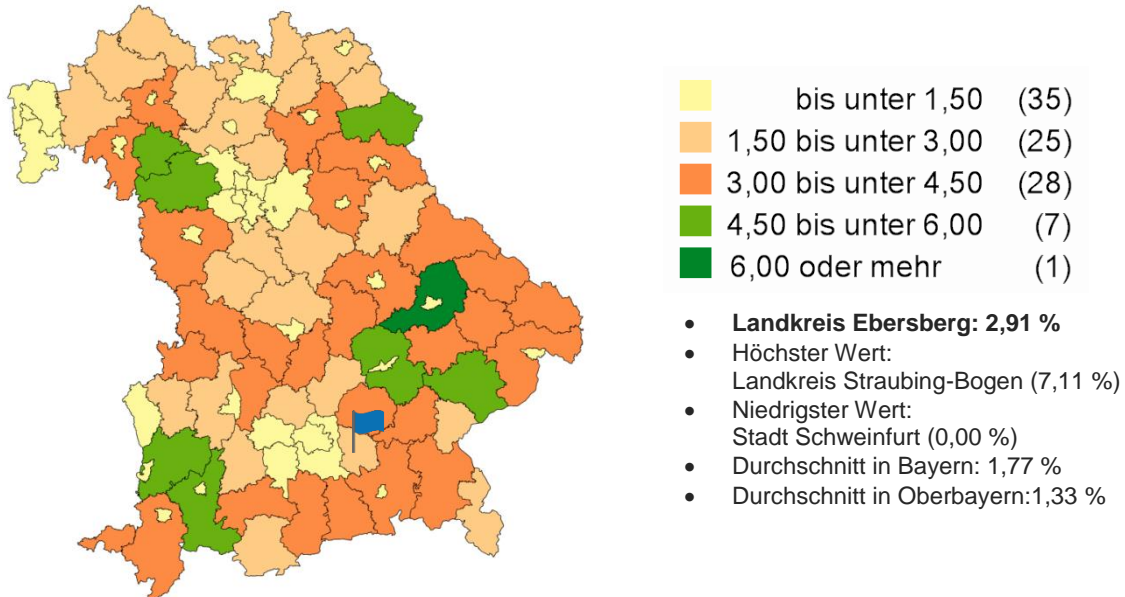 bis unter 1,50 (35)
1,50 bis unter 3,00 (25)
3,00 bis unter 4,50 (28)
4,50 bis unter 6,00 (7)
6,00 oder mehr (1)
• Landkreis Ebersberg: 2,91 %
• Höchster Wert:
Landkreis Straubing-Bogen (7,11 %)
• Niedrigster Wert:
Stadt Schweinfurt (0,00 %)
• Durchschnitt in Bayern: 1,77 %
• Durchschnitt in Oberbayern:1,33 %